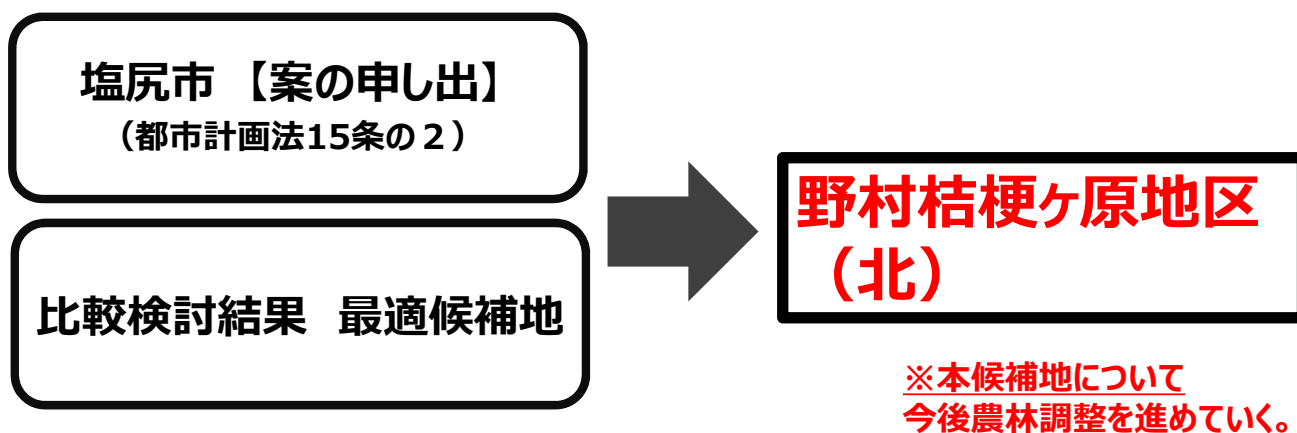 塩尻市 【案の申し出】
（都市計画法15条の２）
比較検討結果　最適候補地
野村桔梗ヶ原地区
（北）
※本候補地について
今後農林調整を進めていく。